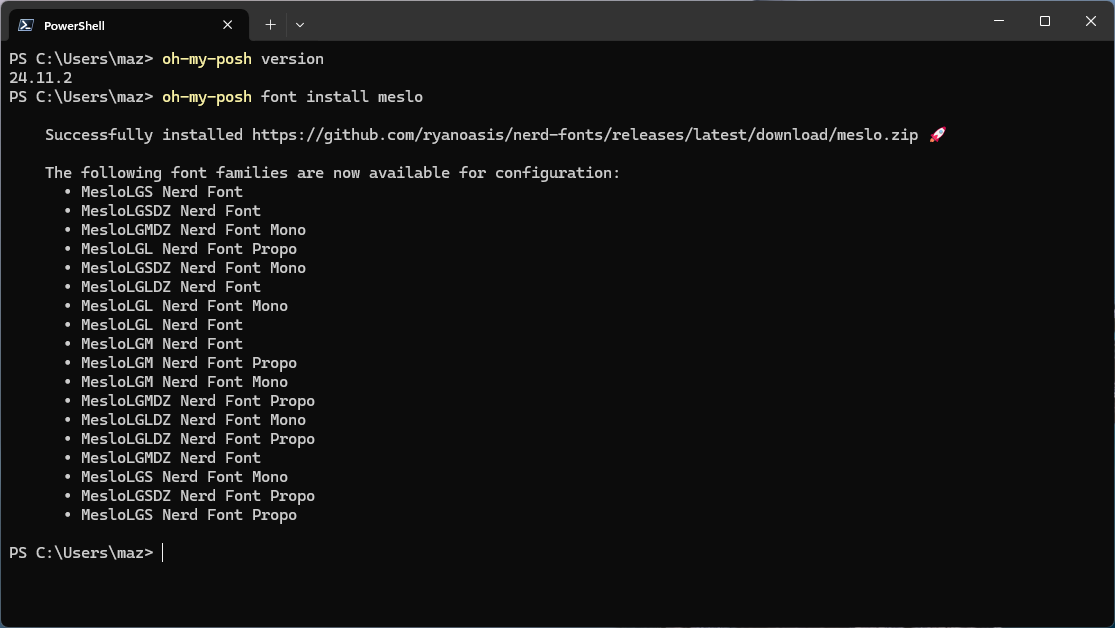 PowerShell
PS C:\Users\maz> oh-my-posh version
24.11.2
PS C:\Users\maz> oh-my-posh font install meslo
Successfully installed https://github.com/ryanoasis/nerd-fonts/releases/latest/download/meslo.zip 🚀
The following font families are now available for configuration:
• MesloLGS Nerd Font
• MesloLGSDZ Nerd Font
• MesloLGMDZ Nerd Font Mono
• MesloLGL Nerd Font Propo
• MesloLGSDZ Nerd Font Mono
• MesloLGLDZ Nerd Font
• MesloLGL Nerd Font Mono
• MesloLGL Nerd Font
• MesloLGM Nerd Font
• MesloLGM Nerd Font Propo
• MesloLGM Nerd Font Mono
• MesloLGMDZ Nerd Font Propo
• MesloLGLDZ Nerd Font Mono
• MesloLGLDZ Nerd Font Propo
• MesloLGMDZ Nerd Font
• MesloLGS Nerd Font Mono
• MesloLGSDZ Nerd Font Propo
• MesloLGS Nerd Font Propo
PS C:\Users\maz>